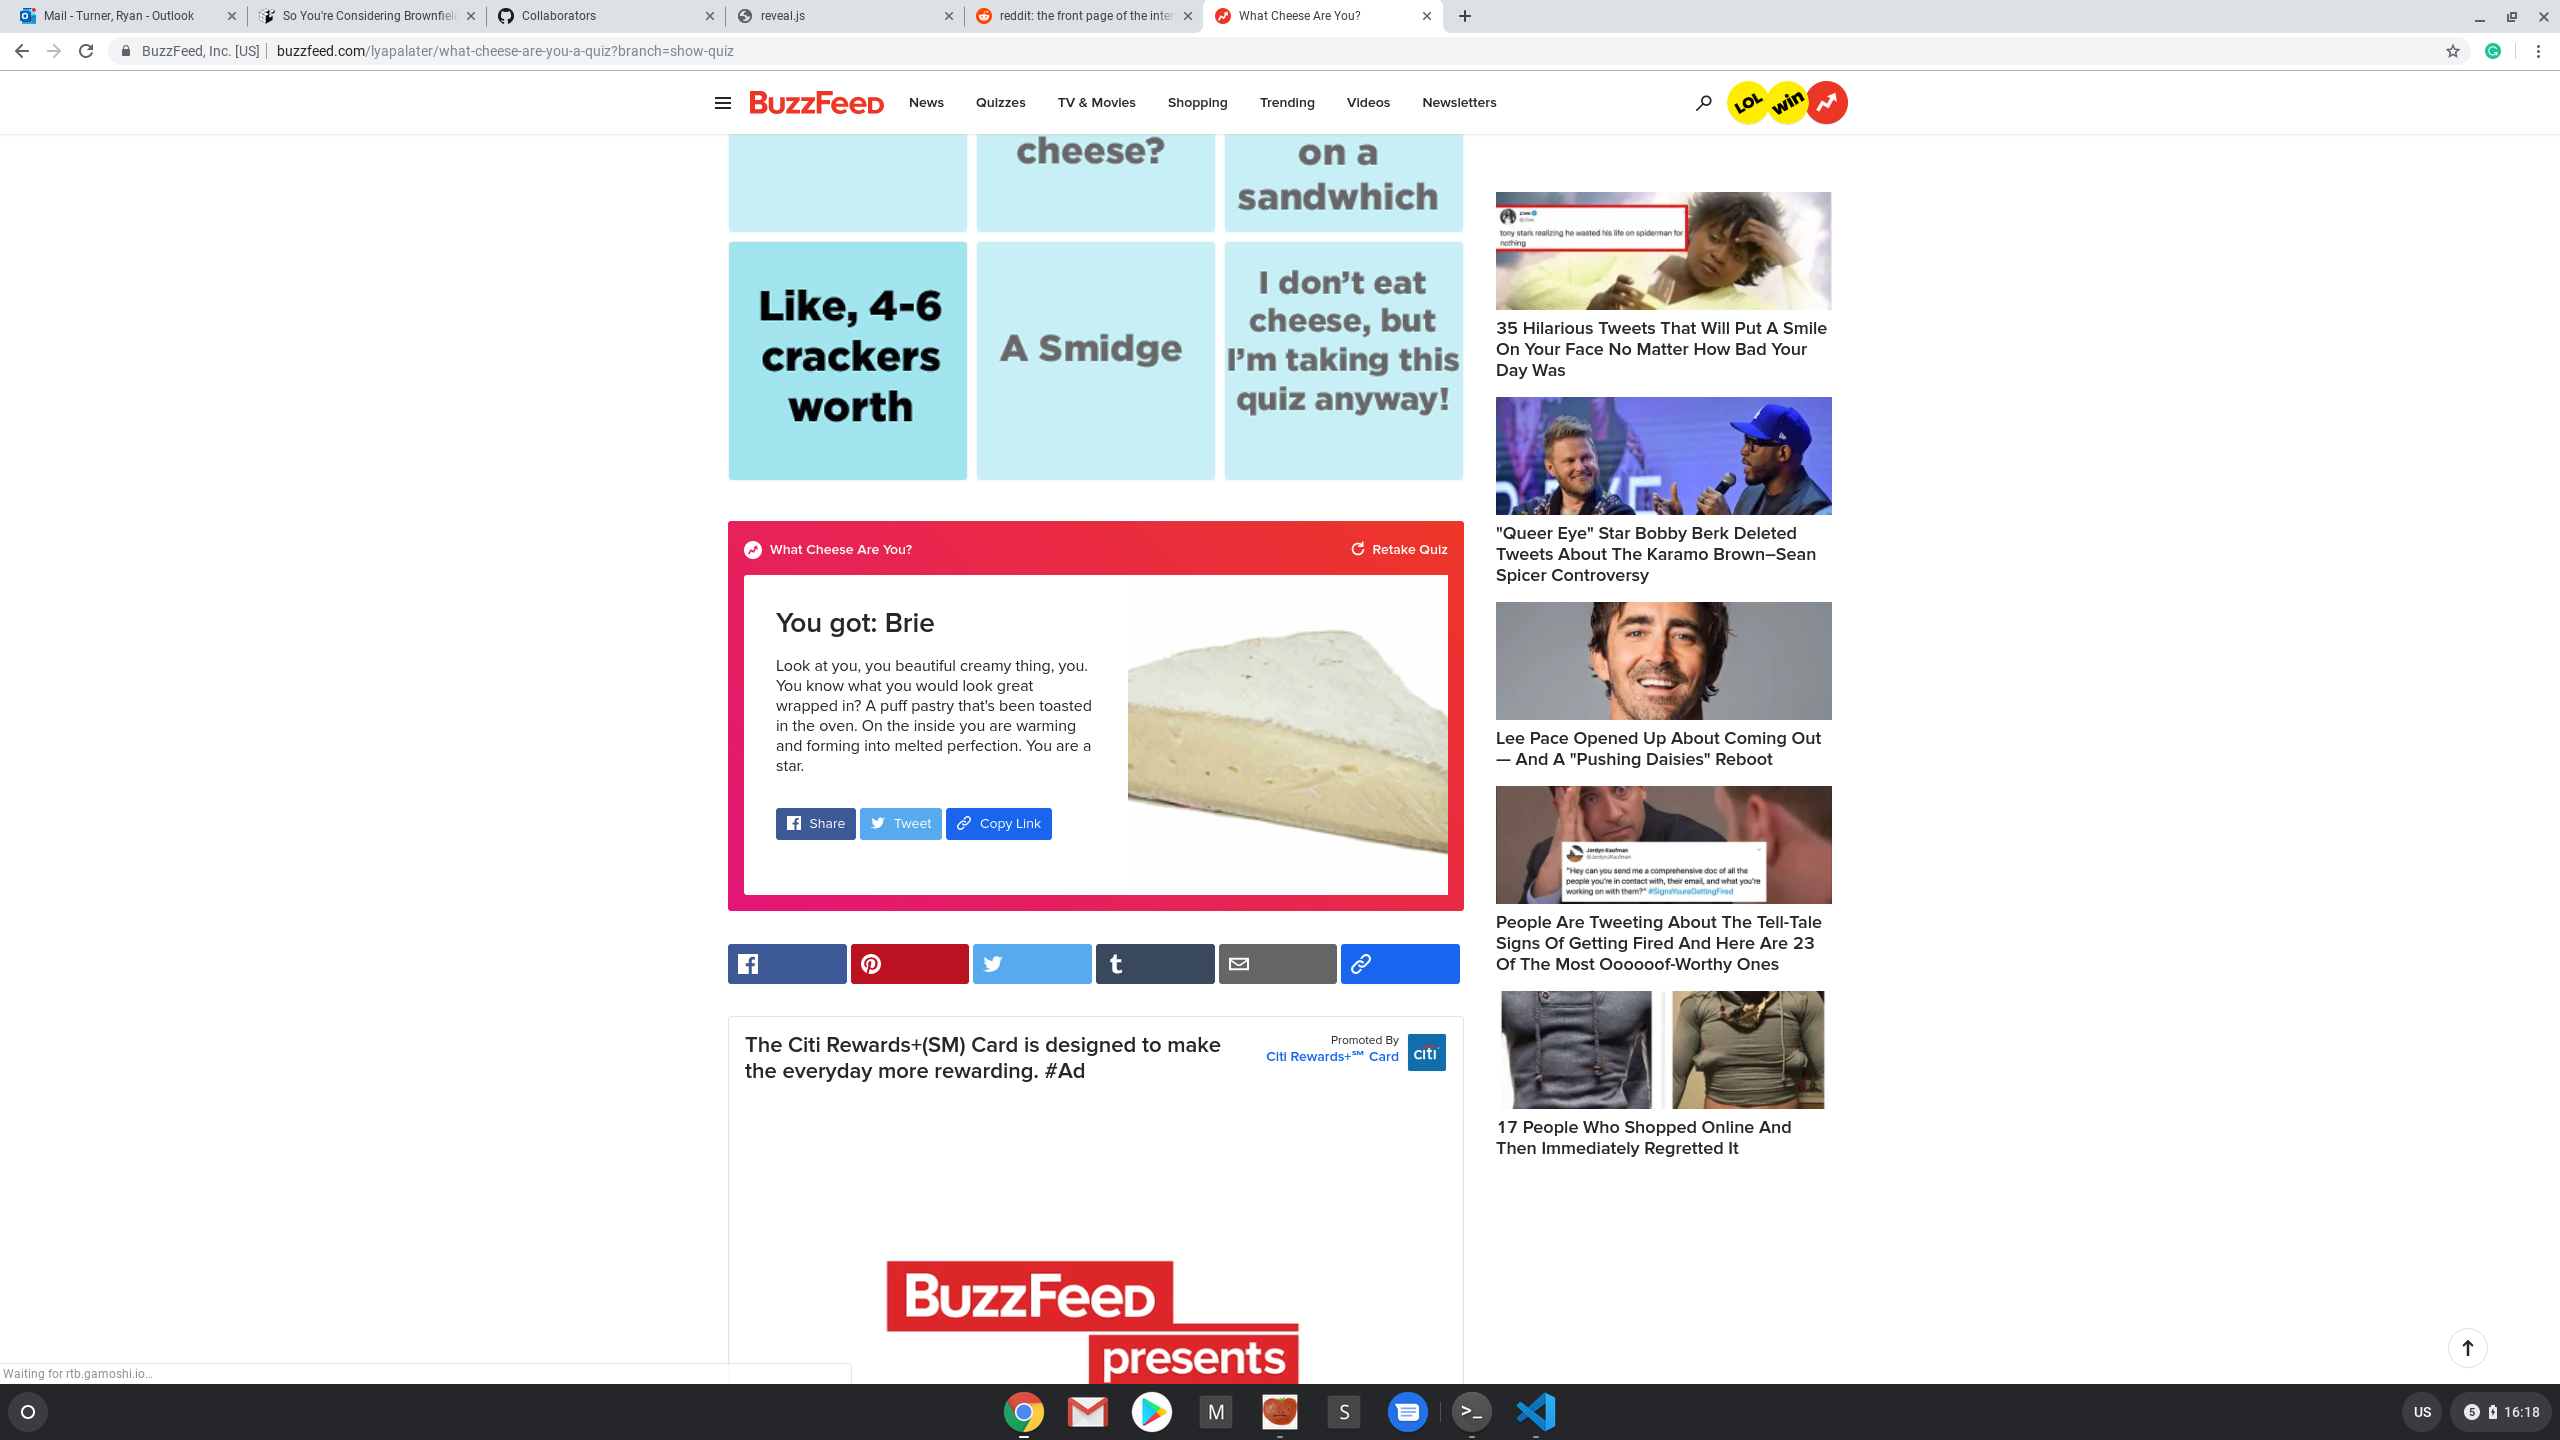 Mail - Turner, Ryan - Outlook
So You're Considering Brownfiel
Collaborators
reveal.js
reddit: the front page of the inter
What Cheese Are You?
BuzzFeed, Inc. [US]
buzzfeed.com/lyapalater/what-cheese-are-you-a-quiz?branch=show-quiz
BuzzFeed
News
Quizzes
TV & Movies
Shopping
Trending
Videos
Newsletters
LOL
win
cheese?
on a
sandwhich
Like, 4-6
crackers
worth
A Smidge
I don't eat
cheese, but
I'm taking this
quiz anyway!
What Cheese Are You?
Retake Quiz
You got: Brie
Look at you, you beautiful creamy thing, you.
You know what you would look great
wrapped in? A puff pastry that's been toasted
in the oven. On the inside you are warming
and forming into melted perfection. You are a
star.
Share
Tweet
Copy Link
The Citi Rewards+(SM) Card is designed to make
the everyday more rewarding. #Ad
Promoted By
Citi Rewards+℠ Card
citi
BuzzFeed
presents
tony stark realizing he wasted his life on spiderman for
nothing
35 Hilarious Tweets That Will Put A Smile
On Your Face No Matter How Bad Your
Day Was
"Queer Eye" Star Bobby Berk Deleted
Tweets About The Karamo Brown–Sean
Spicer Controversy
Lee Pace Opened Up About Coming Out
— And A "Pushing Daisies" Reboot
Jordyn Kaufman
@JordynJKaufman
"Hey can you send me a comprehensive doc of all the
people you're in contact with, their email, and what you're
working on with them?" #SignsYoureGettingFired
People Are Tweeting About The Tell-Tale
Signs Of Getting Fired And Here Are 23
Of The Most Oooooof-Worthy Ones
17 People Who Shopped Online And
Then Immediately Regretted It
Waiting for rtb.gamoshi.io...
M
S
US
5
16:18